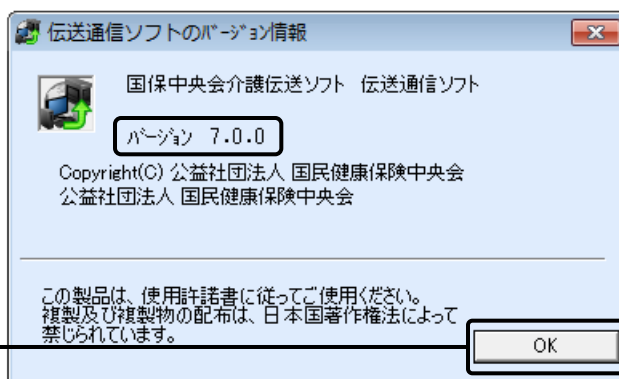 伝送通信ソフトのﾊﾞｰｼﾞｮﾝ情報
国保中央会介護伝送ソフト 伝送通信ソフト
ﾊﾞｰｼﾞｮﾝ 7.0.0
Copyright(C) 公益社団法人 国民健康保険中央会
公益社団法人 国民健康保険中央会
この製品は、使用許諾書に従ってご使用ください。
複製及び複製物の配布は、日本国著作権法によって
禁じられています。
OK